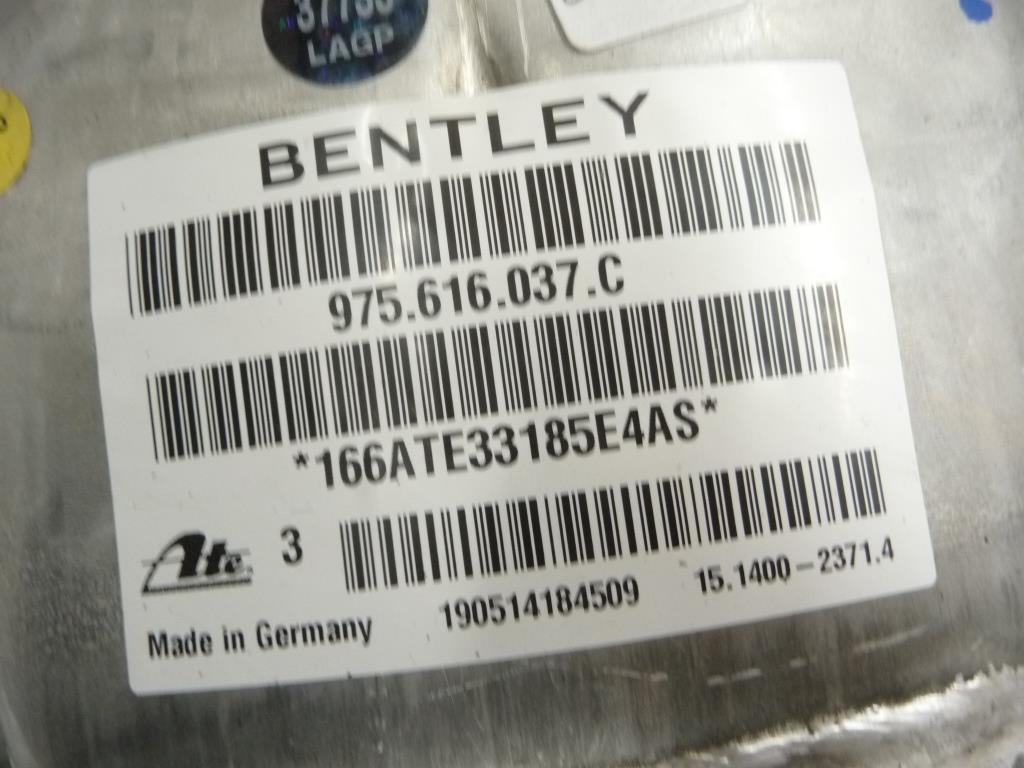 LAGP
BENTLEY
975.616.037.C
*166ATE33185E4AS*
Ate 3
190514184509 15.1400-2371.4
Made in Germany